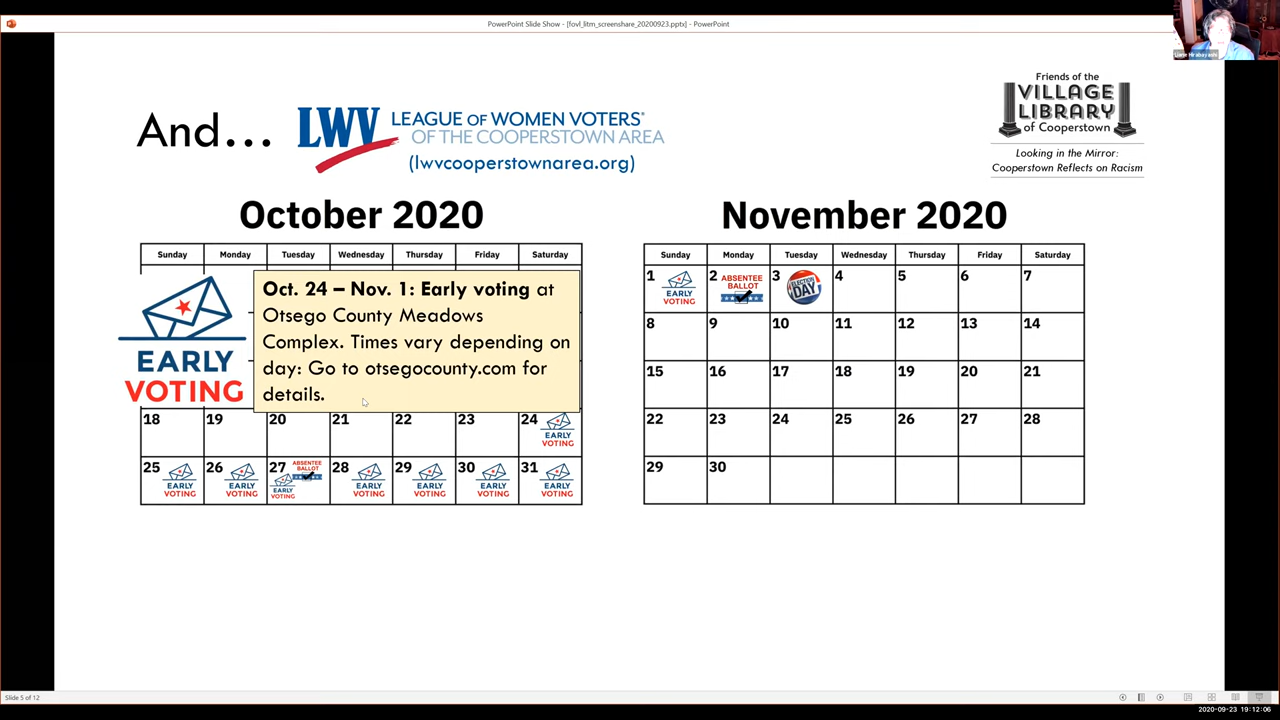 PowerPoint Slide Show - [fovl_litm_screenshare_20200923.pptx] - PowerPoint
Liane Hirabayashi
And...
LWV
LEAGUE OF WOMEN VOTERS®
OF THE COOPERSTOWN AREA
(lwvcooperstownarea.org)
Friends of the
VILLAGE
LIBRARY
of Cooperstown
Looking in the Mirror:
Cooperstown Reflects on Racism
October 2020
Sunday Monday Tuesday Wednesday Thursday Friday Saturday
EARLY
VOTING
Oct. 24 – Nov. 1: Early voting at
Otsego County Meadows
Complex. Times vary depending on
day: Go to otsegocounty.com for
details.
18 19 20 21 22 23 24 EARLY VOTING
25 EARLY VOTING 26 EARLY VOTING 27 ABSENTEE BALLOT EARLY VOTING 28 EARLY VOTING 29 EARLY VOTING 30 EARLY VOTING 31 EARLY VOTING
November 2020
Sunday Monday Tuesday Wednesday Thursday Friday Saturday
1 EARLY VOTING 2 ABSENTEE BALLOT 3 ELECTION DAY 4 5 6 7
8 9 10 11 12 13 14
15 16 17 18 19 20 21
22 23 24 25 26 27 28
29 30
Slide 5 of 12
2020-09-23 19:12:06